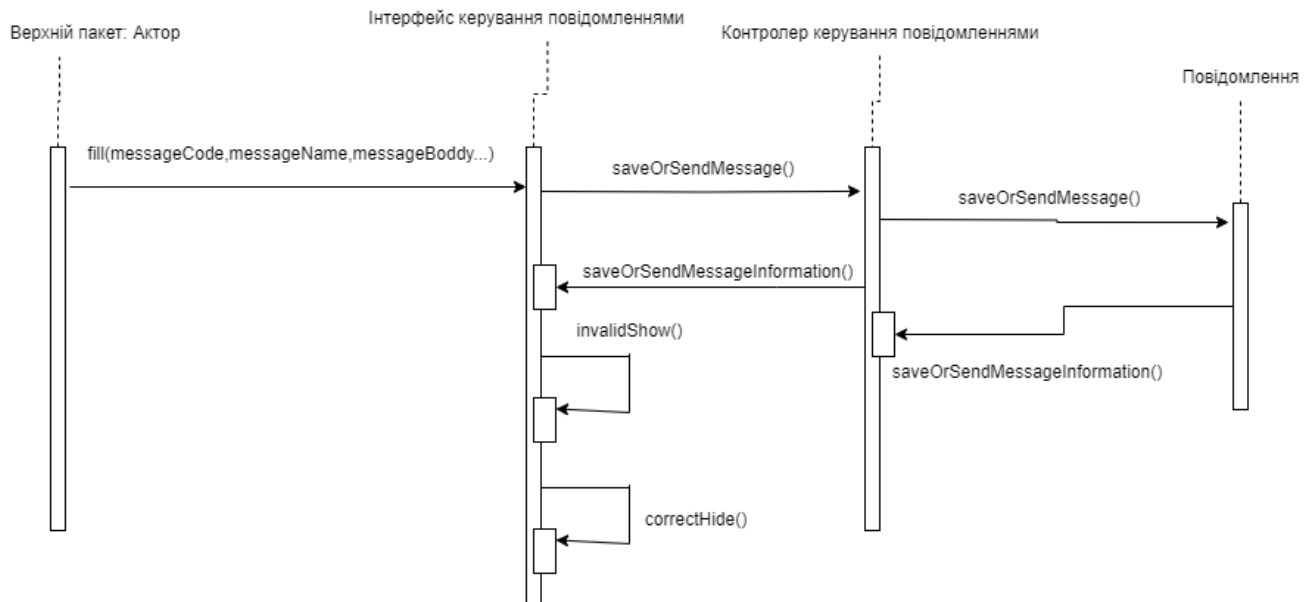 Інтерфейс керування повідомленнями
Верхній пакет: Актор
Контролер керування повідомленнями
Повідомлення
fill(messageCode,messageName,messageBoddy...)
saveOrSendMessage()
saveOrSendMessage()
saveOrSendMessageInformation()
invalidShow()
saveOrSendMessageInformation()
correctHide()